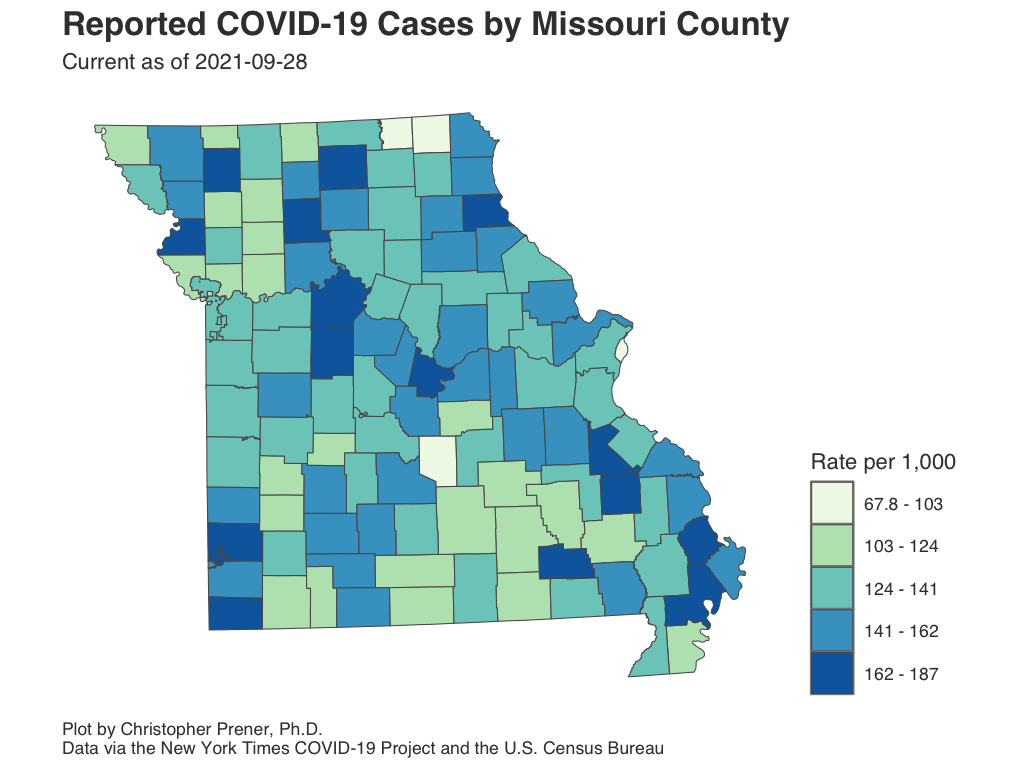 Reported COVID-19 Cases by Missouri County
Current as of 2021-09-28
Rate per 1,000
67.8 - 103
103 - 124
124 - 141
141 - 162
162 - 187
Plot by Christopher Prener, Ph.D.
Data via the New York Times COVID-19 Project and the U.S. Census Bureau